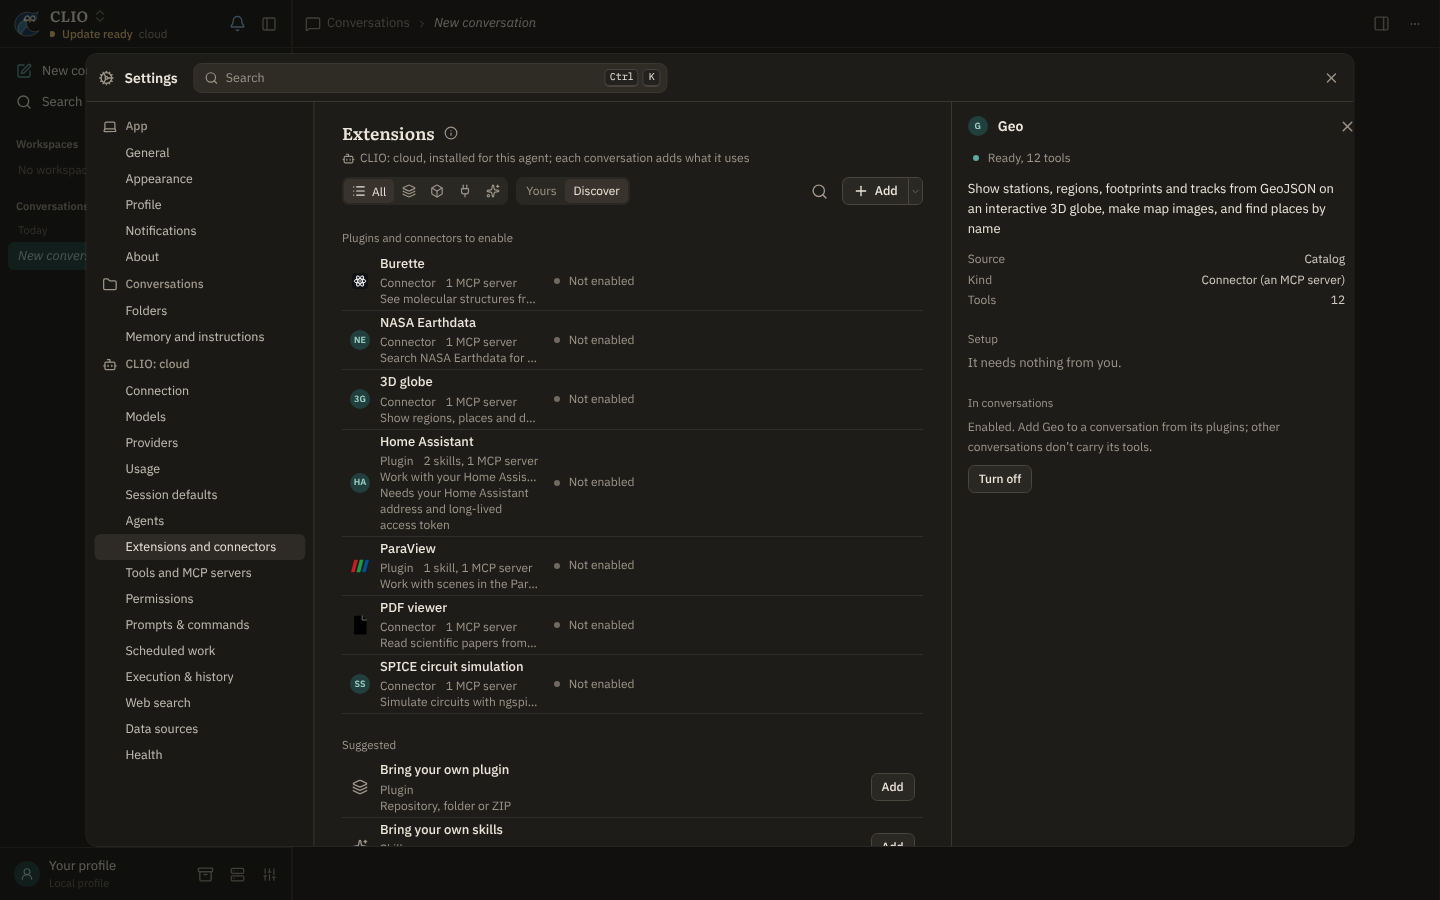 CLIO
Update ready cloud
Conversations › New conversation
New co
Search
Workspaces
No workspac
Conversations
Today
New conver
Your profile
Local profile
Settings
Search
Ctrl K
App
General
Appearance
Profile
Notifications
About
Conversations
Folders
Memory and instructions
CLIO: cloud
Connection
Models
Providers
Usage
Session defaults
Agents
Extensions and connectors
Tools and MCP servers
Permissions
Prompts & commands
Scheduled work
Execution & history
Web search
Data sources
Health
Extensions
CLIO: cloud, installed for this agent; each conversation adds what it uses
All
Yours Discover
Add
Plugins and connectors to enable
Burette
Connector 1 MCP server
See molecular structures fr...
Not enabled
NE
NASA Earthdata
Connector 1 MCP server
Search NASA Earthdata for ...
Not enabled
3G
3D globe
Connector 1 MCP server
Show regions, places and d...
Not enabled
HA
Home Assistant
Plugin 2 skills, 1 MCP server
Work with your Home Assis...
Needs your Home Assistant
address and long-lived
access token
Not enabled
ParaView
Plugin 1 skill, 1 MCP server
Work with scenes in the Par...
Not enabled
PDF viewer
Connector 1 MCP server
Read scientific papers from...
Not enabled
SS
SPICE circuit simulation
Connector 1 MCP server
Simulate circuits with ngspi...
Not enabled
Suggested
Bring your own plugin
Plugin
Repository, folder or ZIP
Add
Bring your own skills
Add
G
Geo
Ready, 12 tools
Show stations, regions, footprints and tracks from GeoJSON on
an interactive 3D globe, make map images, and find places by
name
Source Catalog
Kind Connector (an MCP server)
Tools 12
Setup
It needs nothing from you.
In conversations
Enabled. Add Geo to a conversation from its plugins; other
conversations don't carry its tools.
Turn off